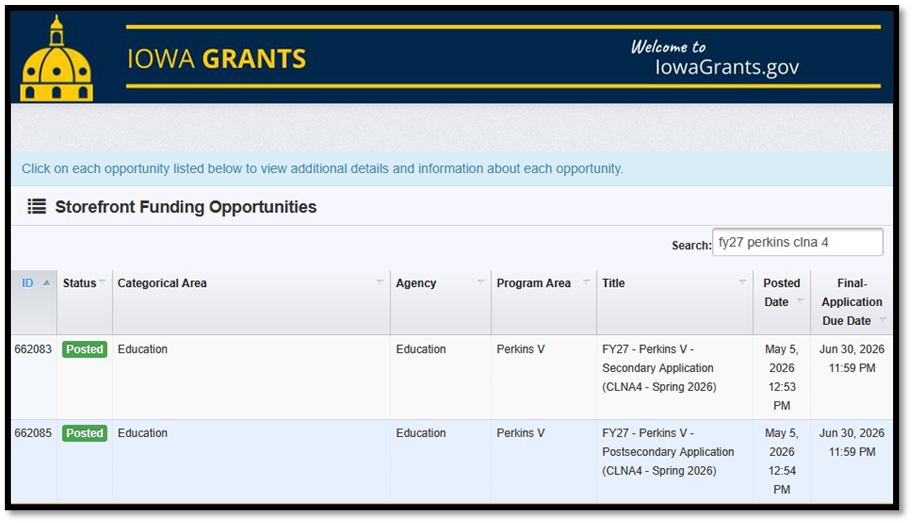 IOWA GRANTS
Welcome to
IowaGrants.gov
Click on each opportunity listed below to view additional details and information about each opportunity.
Storefront Funding Opportunities
Search: fy27 perkins clna 4
ID Status Categorical Area Agency Program Area Title Posted Date Final-Application Due Date
662083 Posted Education Education Perkins V FY27 - Perkins V - May 5, Jun 30, 2026
Secondary Application 2026 11:59 PM
(CLNA4 - Spring 2026) 12:53
PM
662085 Posted Education Education Perkins V FY27 - Perkins V - May 5, Jun 30, 2026
Postsecondary Application 2026 11:59 PM
(CLNA4 - Spring 2026) 12:54
PM